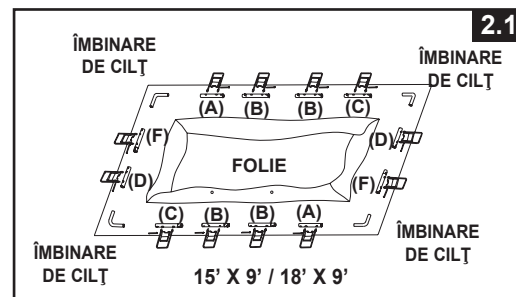 2.1
ÎMBINARE
DE CILŢ
ÎMBINARE
DE CILŢ
(A) (B) (B) (C)
(F) (D)
FOLIE
(D) (F)
(C) (B) (B) (A)
ÎMBINARE
DE CILŢ
ÎMBINARE
DE CILŢ
15’ X 9’ / 18’ X 9’